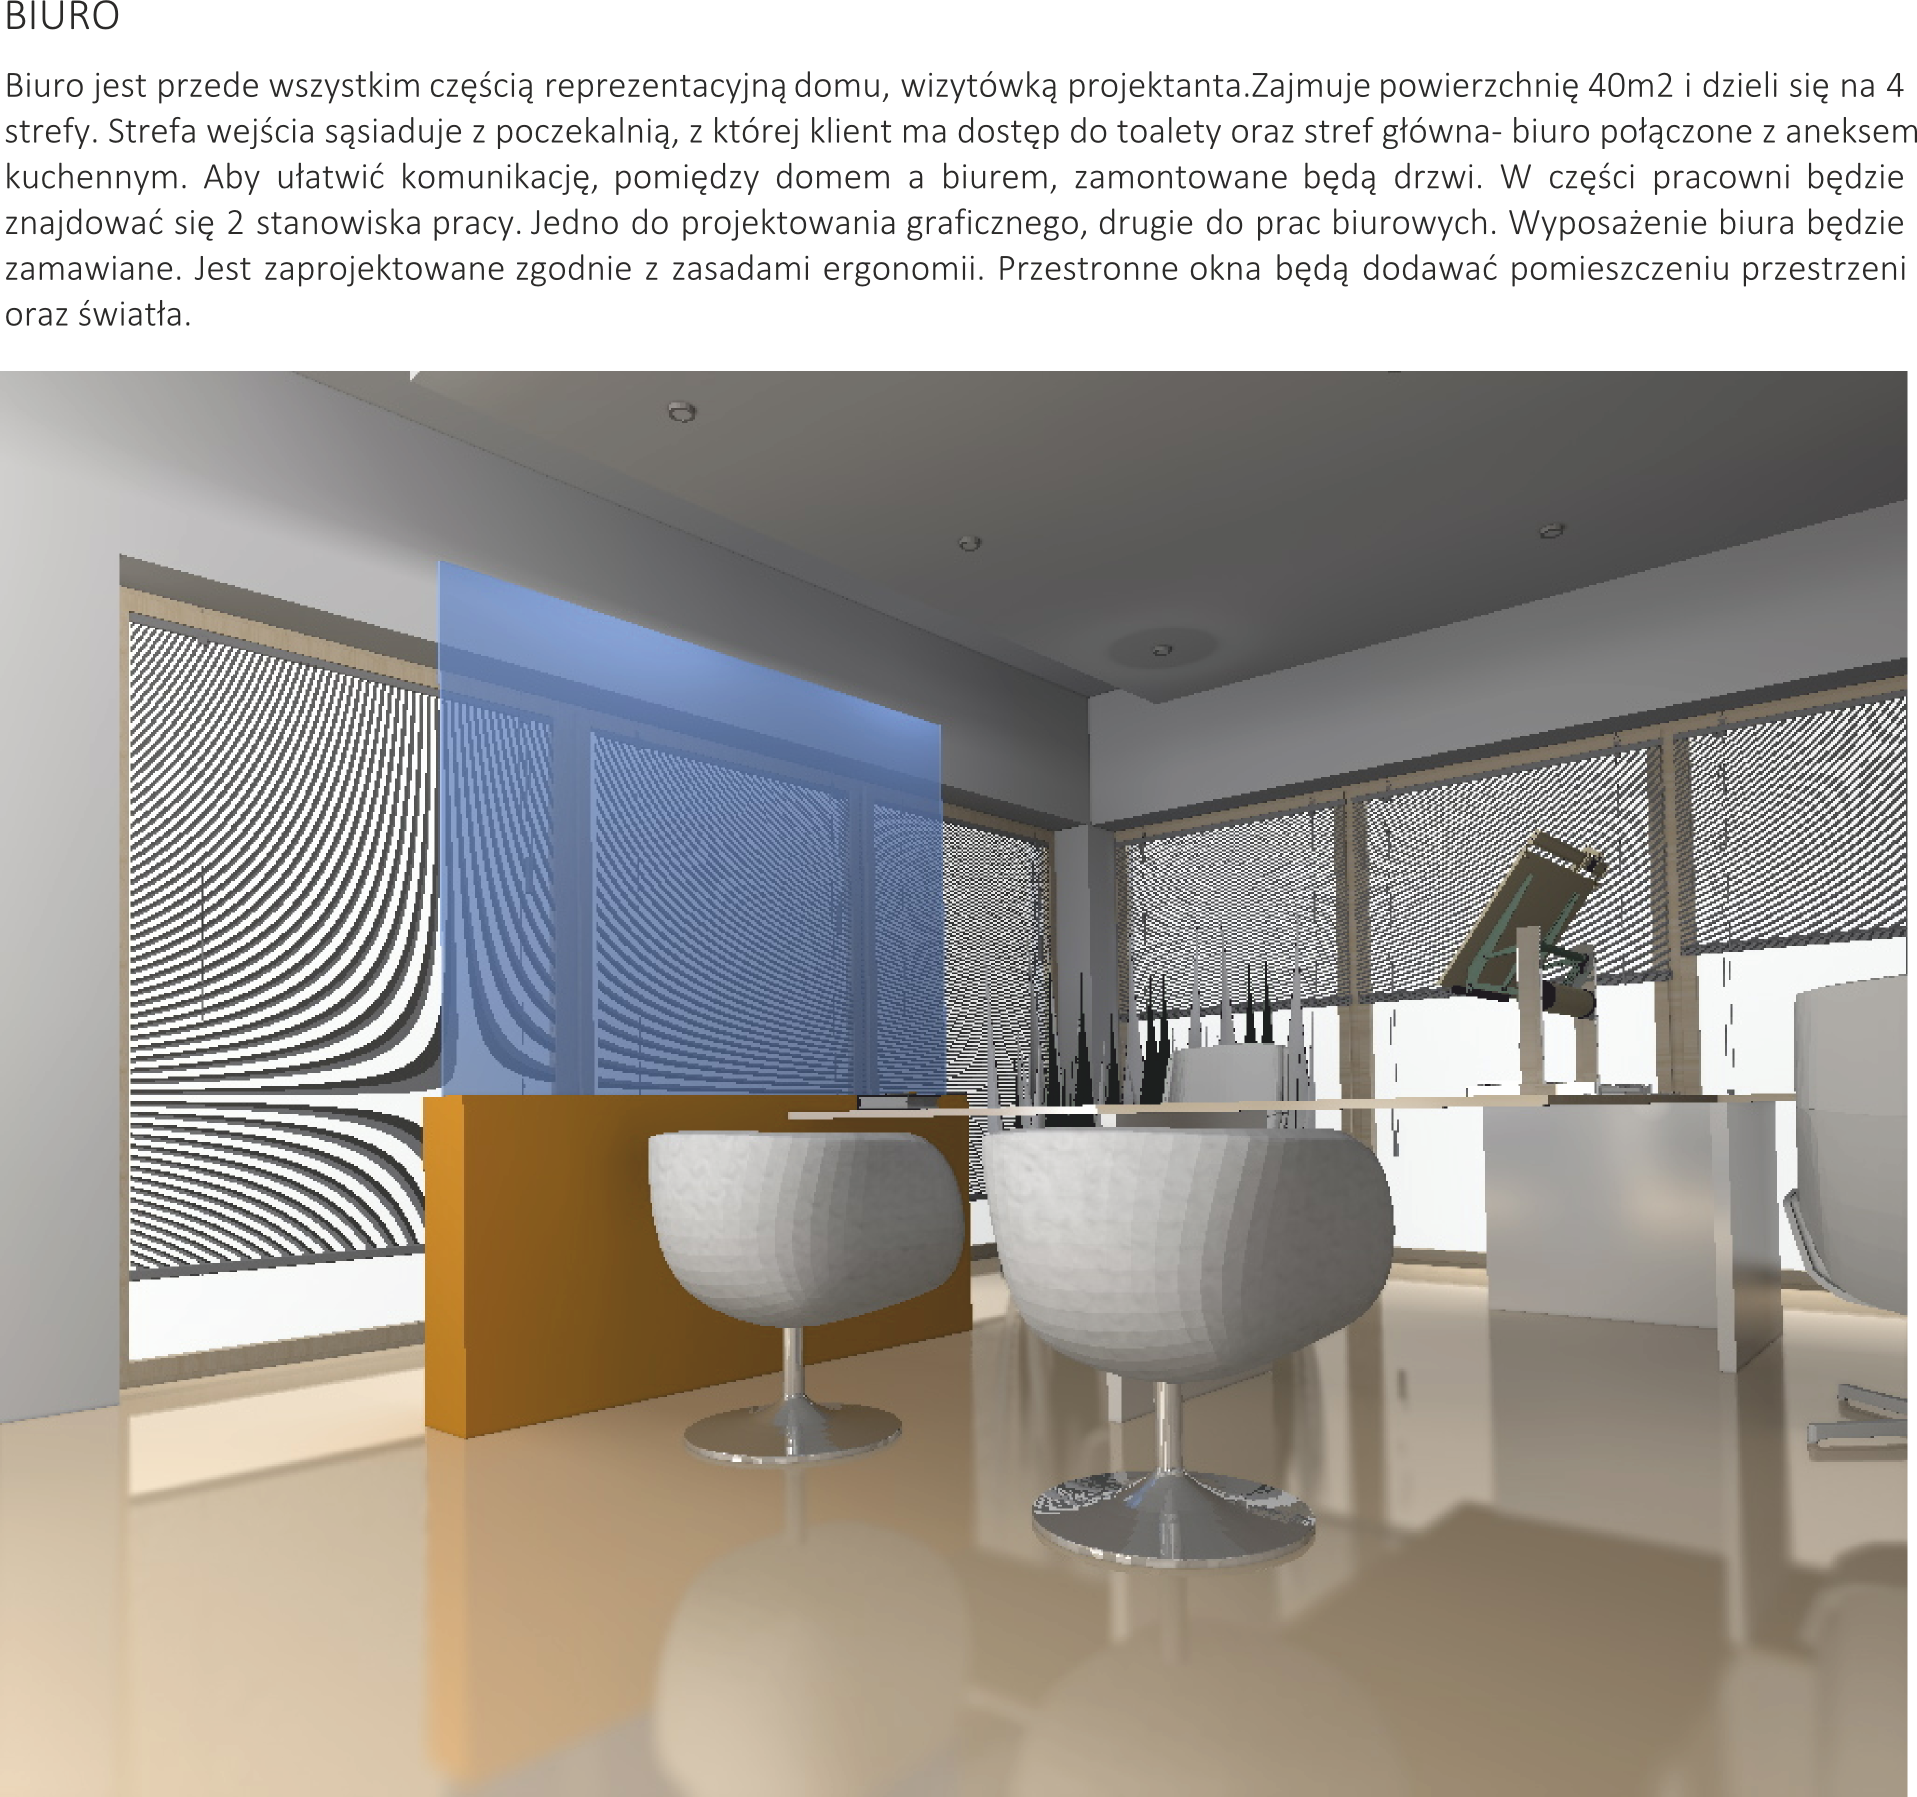 BIURO
Biuro jest przede wszystkim częścią reprezentacyjną domu, wizytówką projektanta.Zajmuje powierzchnię 40m2 i dzieli się na 4
strefy. Strefa wejścia sąsiaduje z poczekalnią, z której klient ma dostęp do toalety oraz stref główna- biuro połączone z aneksem
kuchennym. Aby ułatwić komunikację, pomiędzy domem a biurem, zamontowane będą drzwi. W części pracowni będzie
znajdować się 2 stanowiska pracy. Jedno do projektowania graficznego, drugie do prac biurowych. Wyposażenie biura będzie
zamawiane. Jest zaprojektowane zgodnie z zasadami ergonomii. Przestronne okna będą dodawać pomieszczeniu przestrzeni
oraz światła.